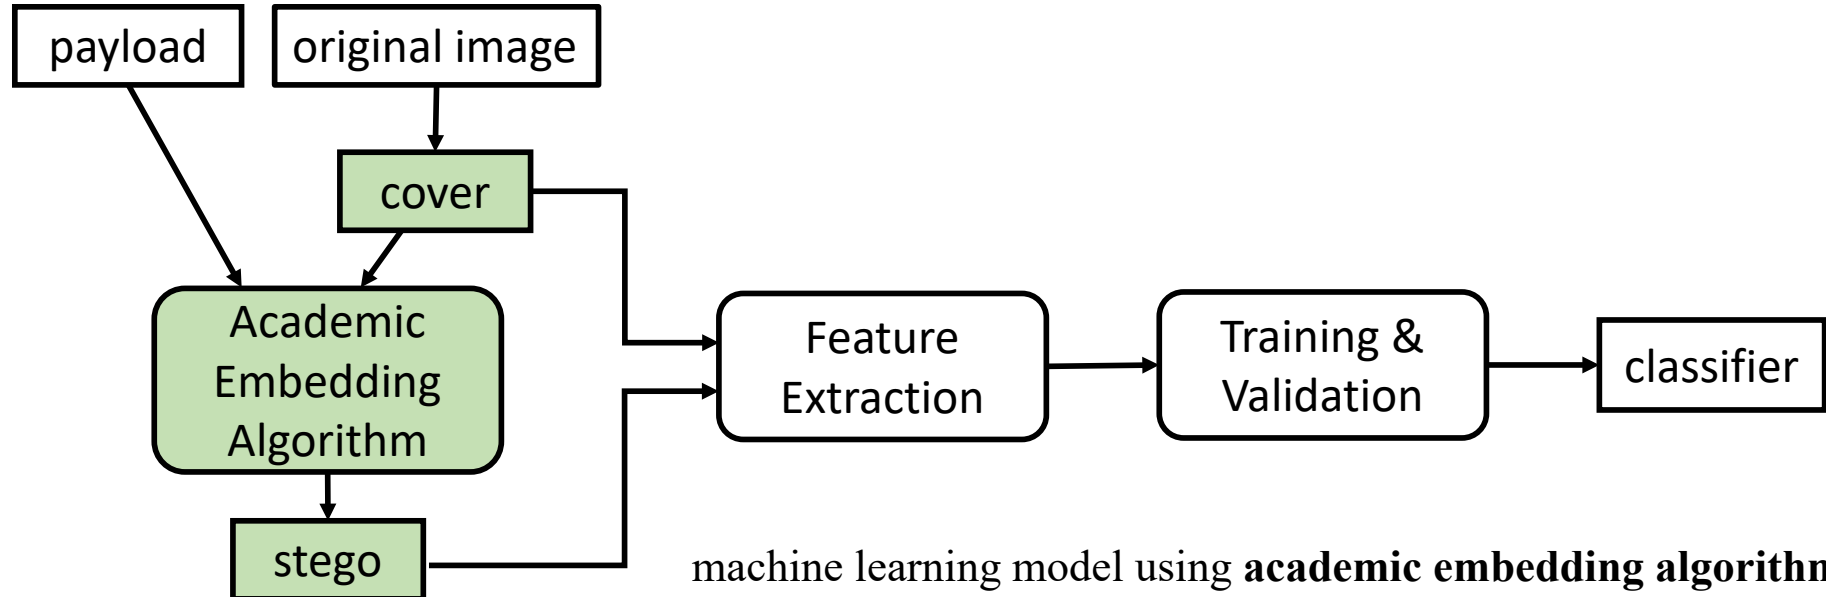 payload
original image
cover
Academic
Embedding
Algorithm
stego
Feature
Extraction
Training &
Validation
classifier
machine learning model using academic embedding